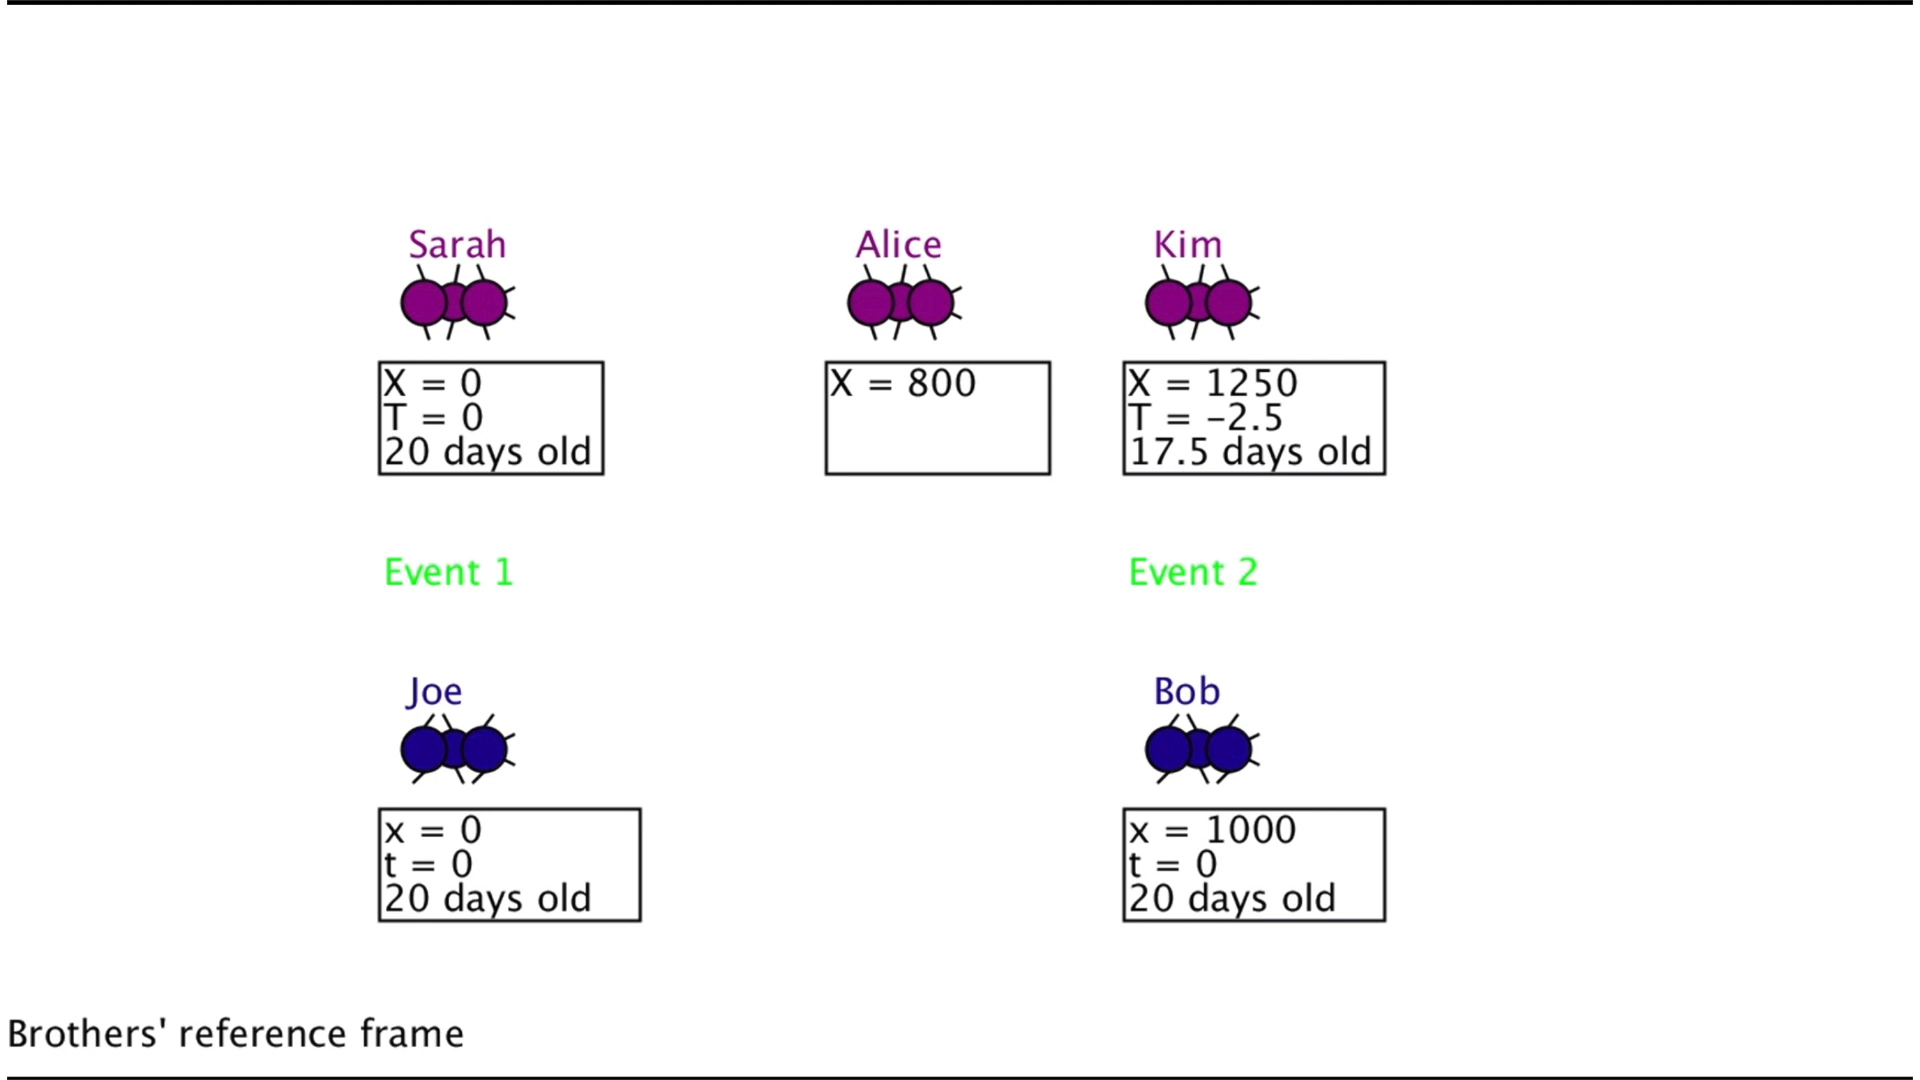 Sarah
Alice
Kim
X = 0
T = 0
20 days old
X = 800
X = 1250
T = -2.5
17.5 days old
Event 1
Event 2
Joe
Bob
x = 0
t = 0
20 days old
x = 1000
t = 0
20 days old
Brothers' reference frame